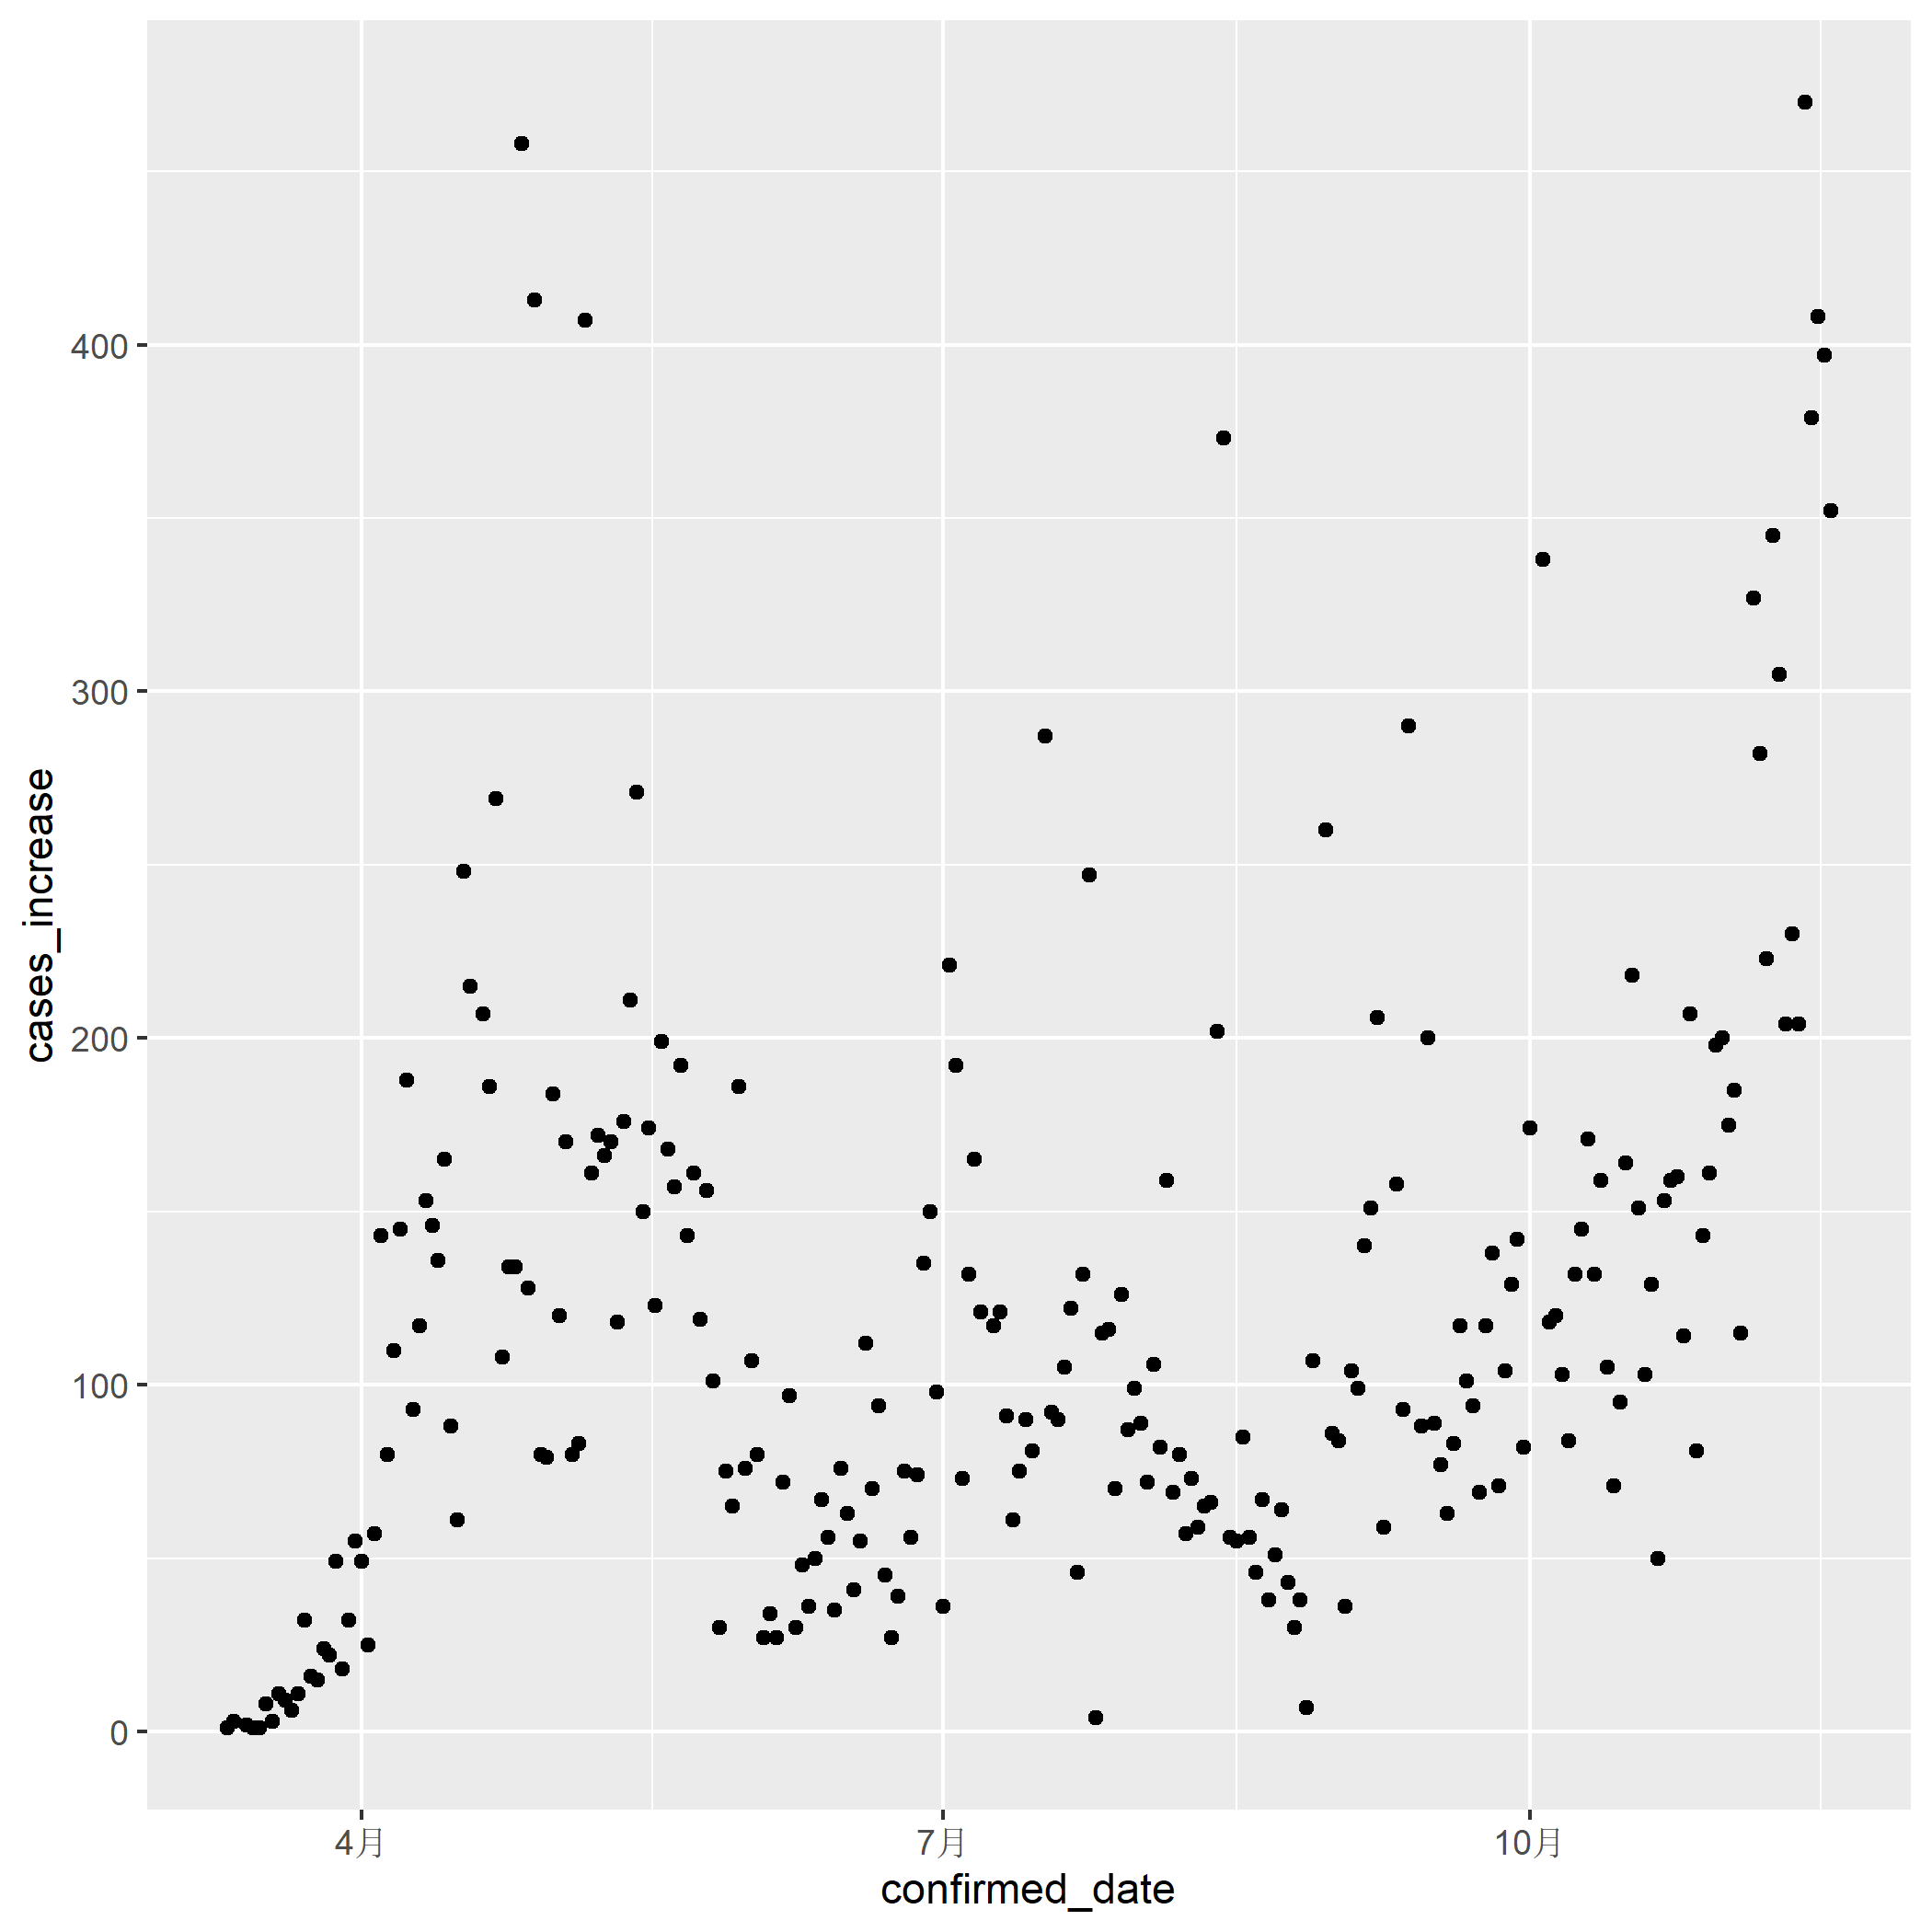 cases_increase
400
300
200
100
0
4月
7月
10月
confirmed_date